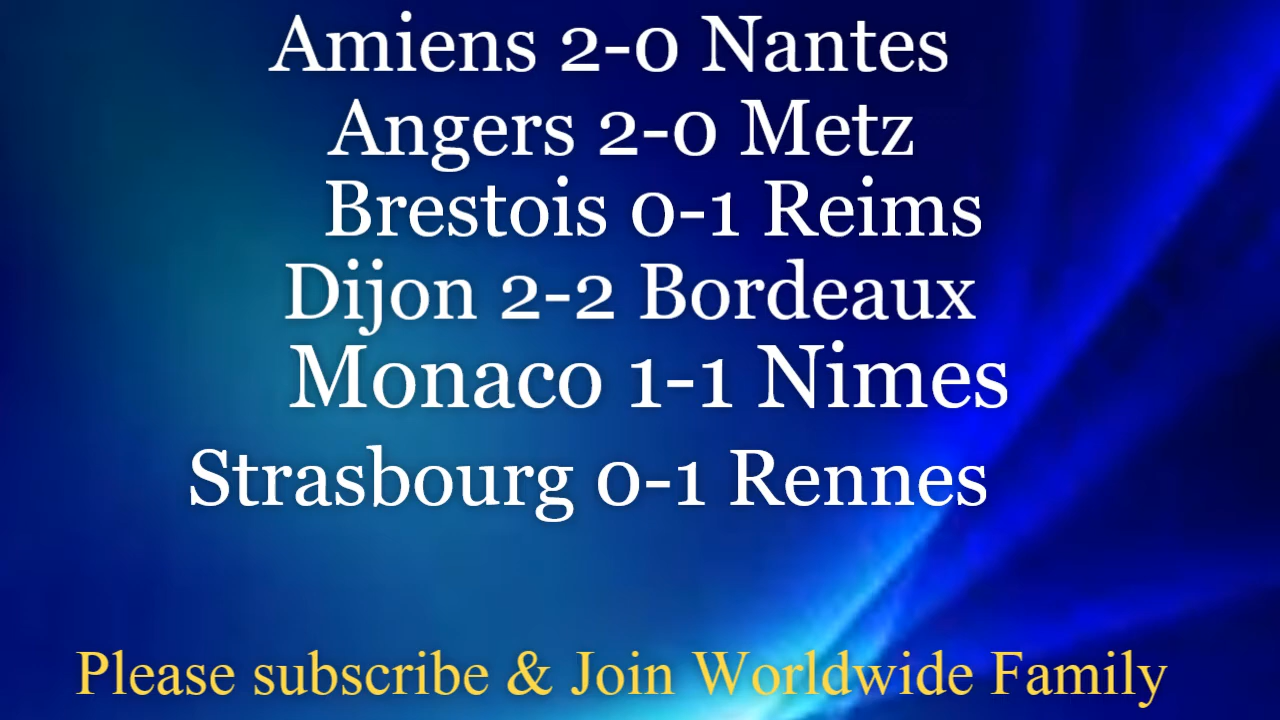 Amiens 2-0 Nantes
Angers 2-0 Metz
Brestois 0-1 Reims
Dijon 2-2 Bordeaux
Monaco 1-1 Nimes
Strasbourg 0-1 Rennes
Please subscribe & Join Worldwide Family